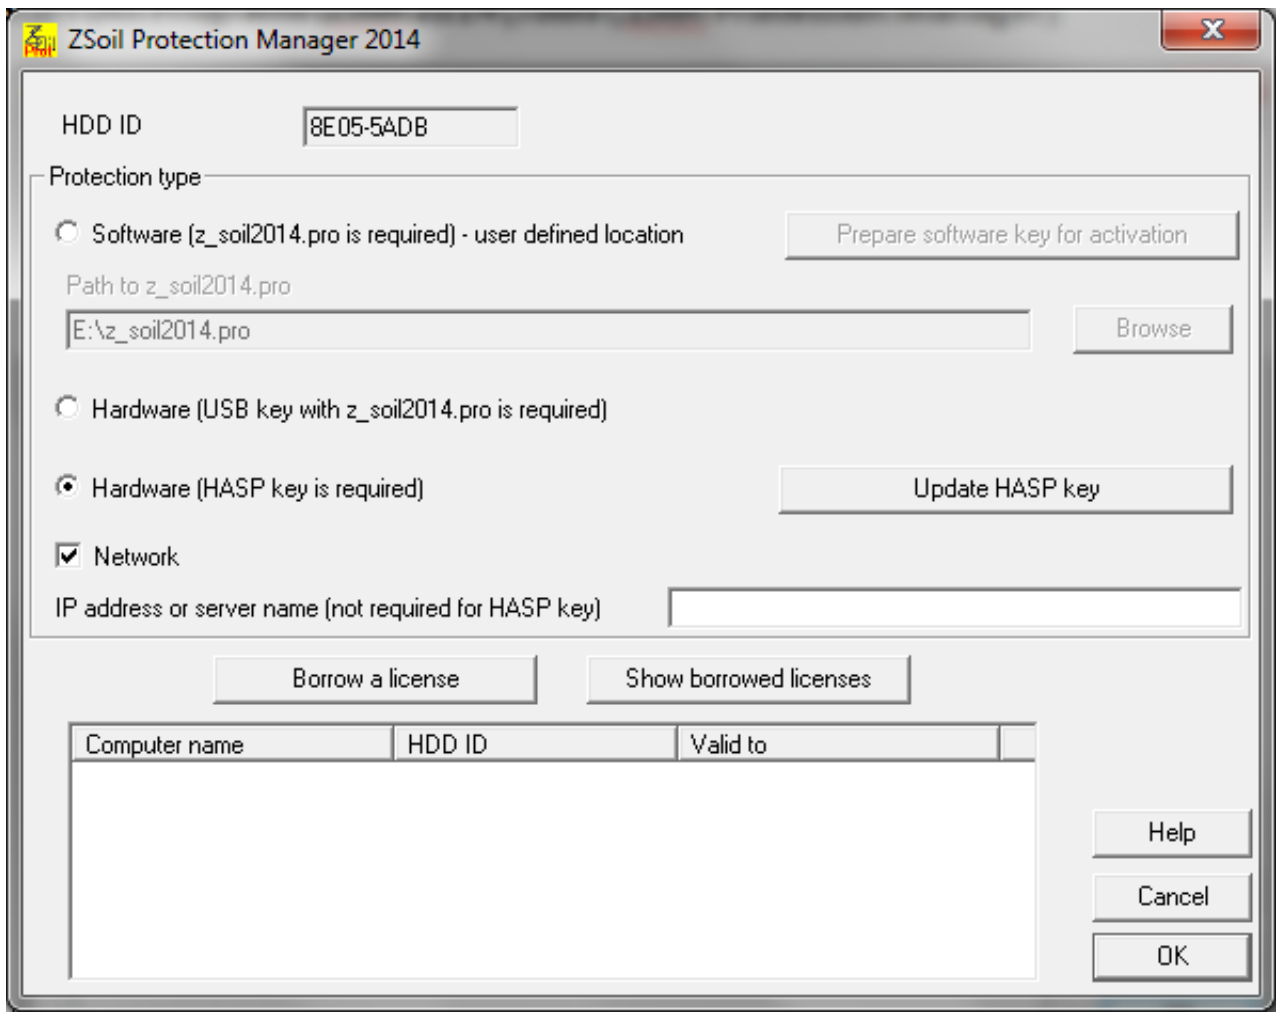 ZSoil Protection Manager 2014
HDD ID 8E05-5ADB
Protection type
Software (z_soil2014.pro is required) - user defined location Prepare software key for activation
Path to z_soil2014.pro
E:\z_soil2014.pro Browse
Hardware (USB key with z_soil2014.pro is required)
Hardware (HASP key is required) Update HASP key
Network
IP address or server name (not required for HASP key)
Borrow a license Show borrowed licenses
Computer name HDD ID Valid to
Help
Cancel
OK